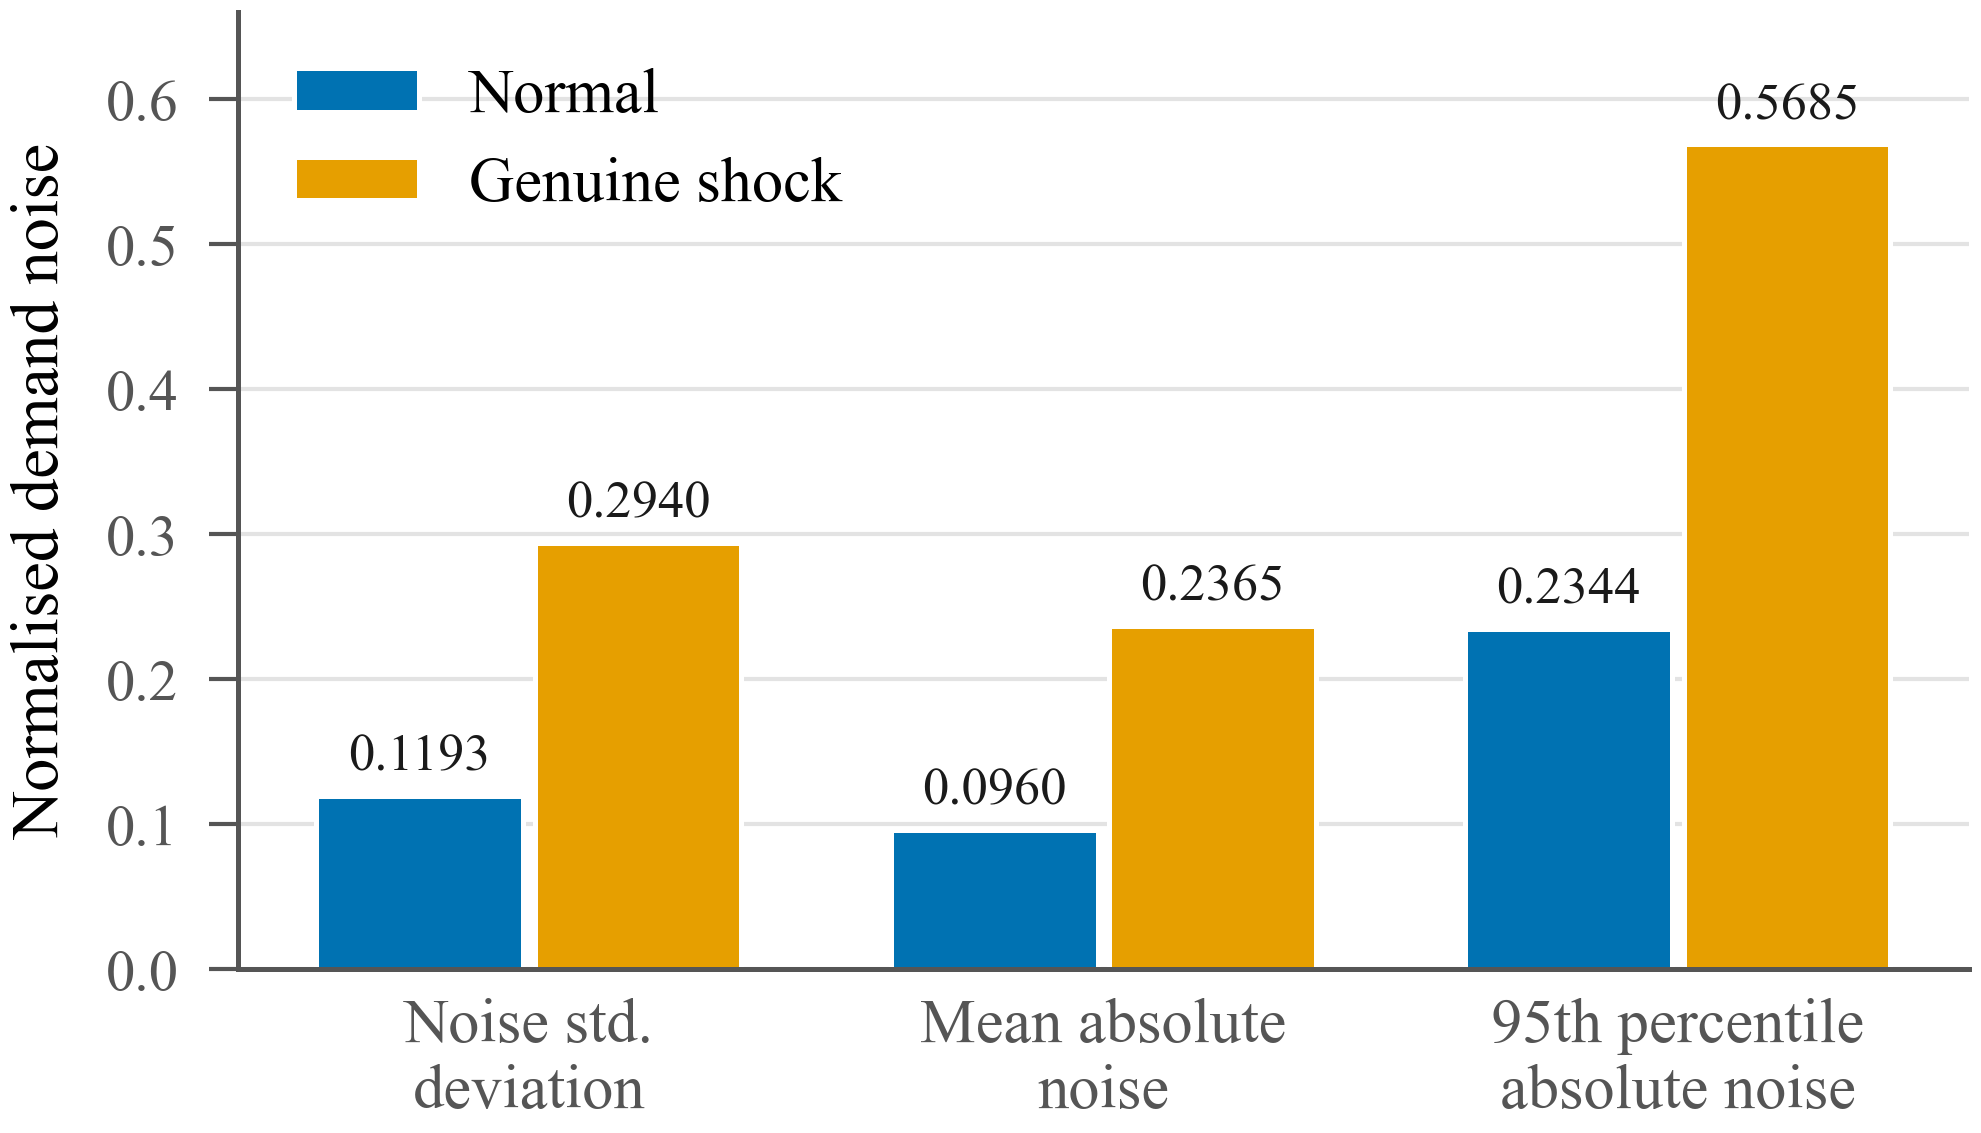 Normalised demand noise
0.6
0.5
0.4
0.3
0.2
0.1
0.0
Normal
Genuine shock
0.1193
0.2940
0.0960
0.2365
0.2344
0.5685
Noise std.
deviation
Mean absolute
noise
95th percentile
absolute noise